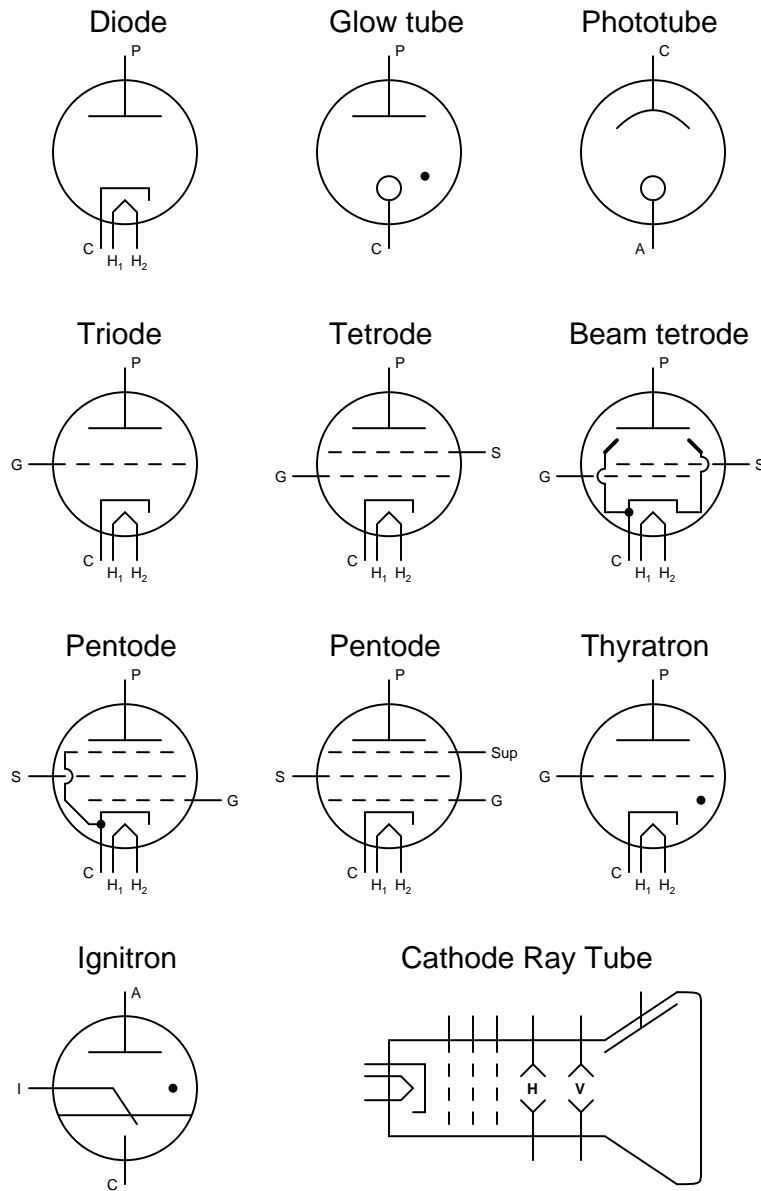 Diode
P
C
H₁
H₂
Glow tube
P
C
Phototube
C
A
Triode
P
G
C
H₁
H₂
Tetrode
P
S
G
C
H₁
H₂
Beam tetrode
P
G
S
C
H₁
H₂
Pentode
P
S
G
C
H₁
H₂
Pentode
P
Sup
S
G
C
H₁
H₂
Thyratron
P
G
C
H₁
H₂
Ignitron
A
I
C
Cathode Ray Tube
H
V